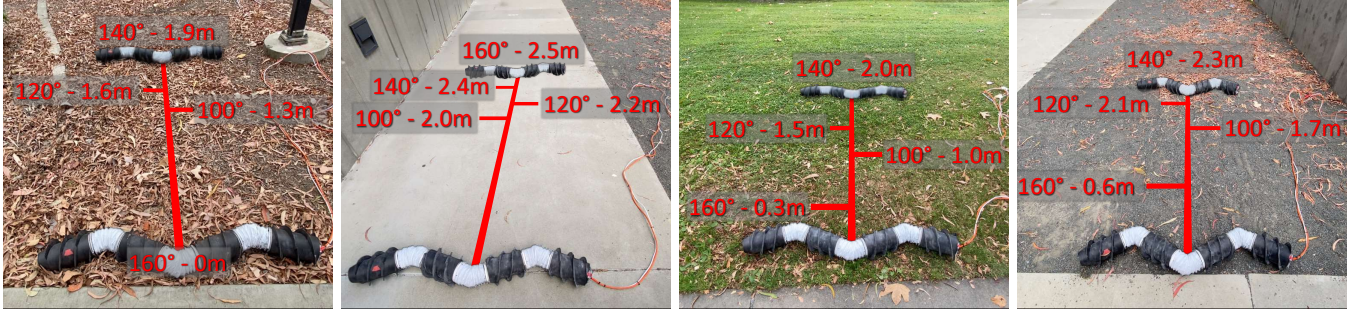 140° - 1.9m
120° - 1.6m
100° - 1.3m
160° - 0m
160° - 2.5m
140° - 2.4m
120° - 2.2m
100° - 2.0m
140° - 2.0m
120° - 1.5m
100° - 1.0m
160° - 0.3m
140° - 2.3m
120° - 2.1m
100° - 1.7m
160° - 0.6m